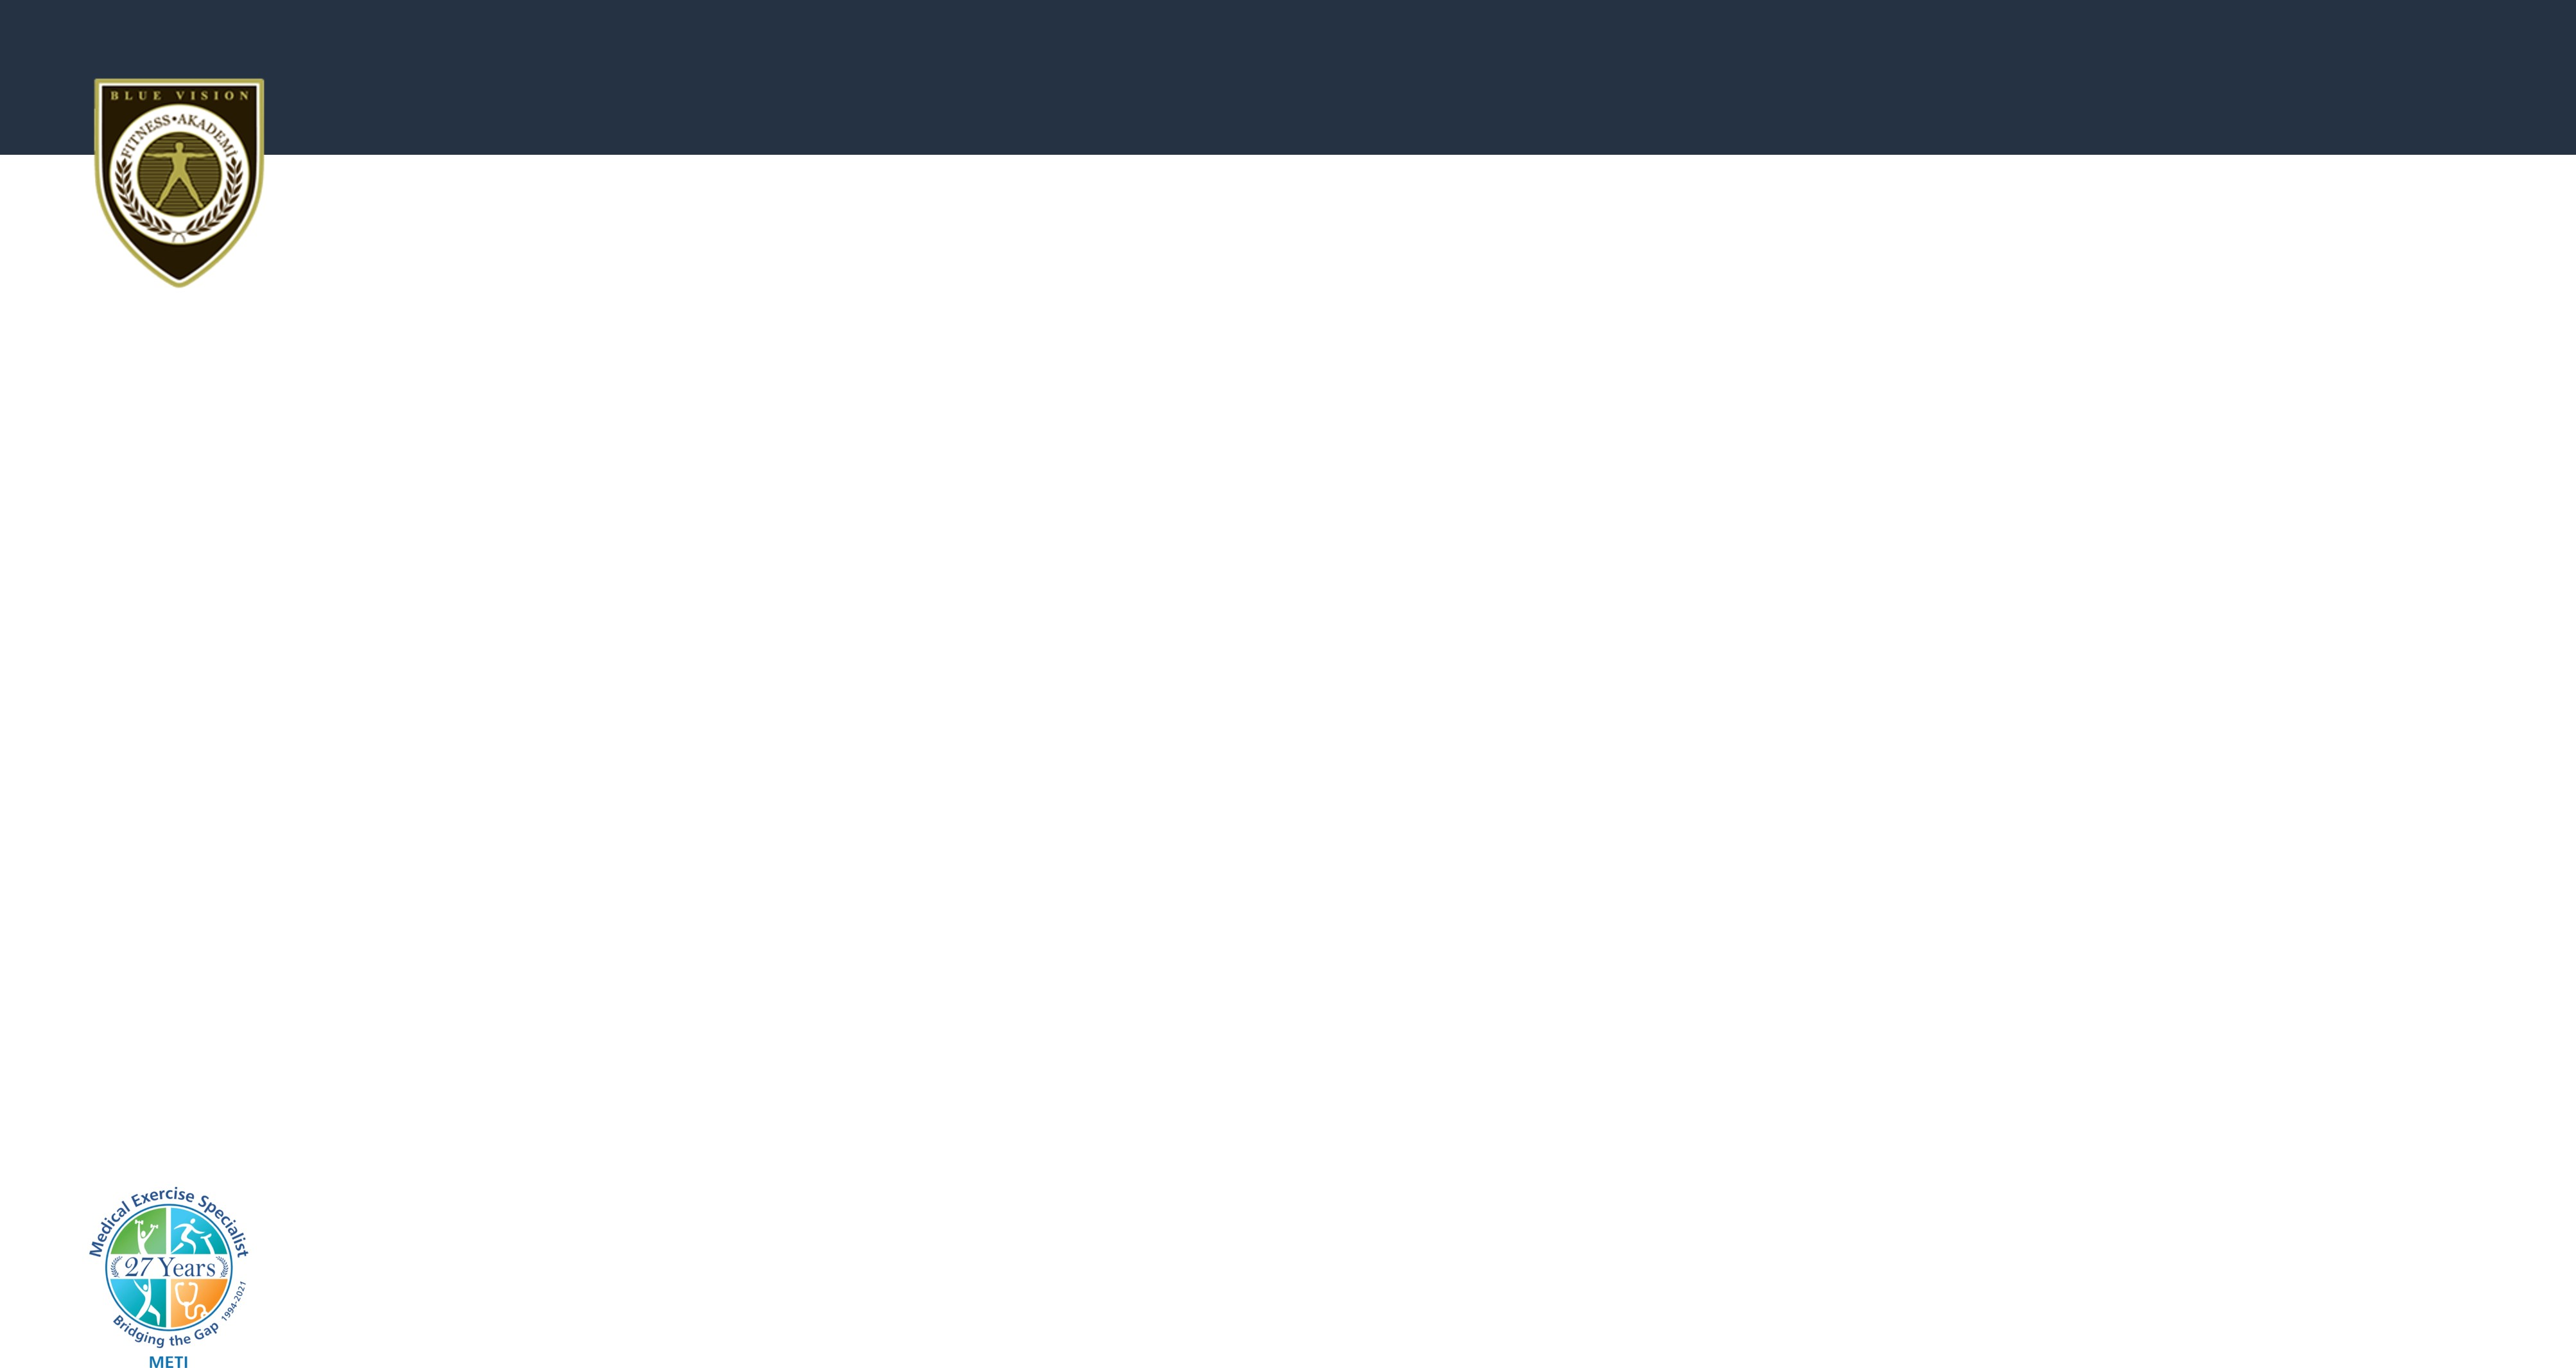 BLUE VISION
FITNESS•AKADEMİ
Medical Exercise Specialist
27 Years
Bridging the Gap 1994-2021
METI